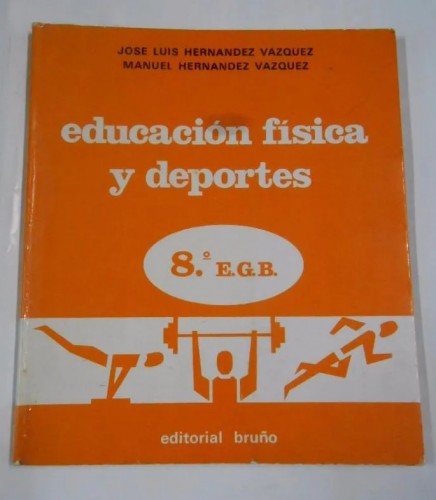 JOSE LUIS HERNANDEZ VAZQUEZ
MANUEL HERNANDEZ VAZQUEZ
educación física
y deportes
8.º E.G.B.
editorial bruño